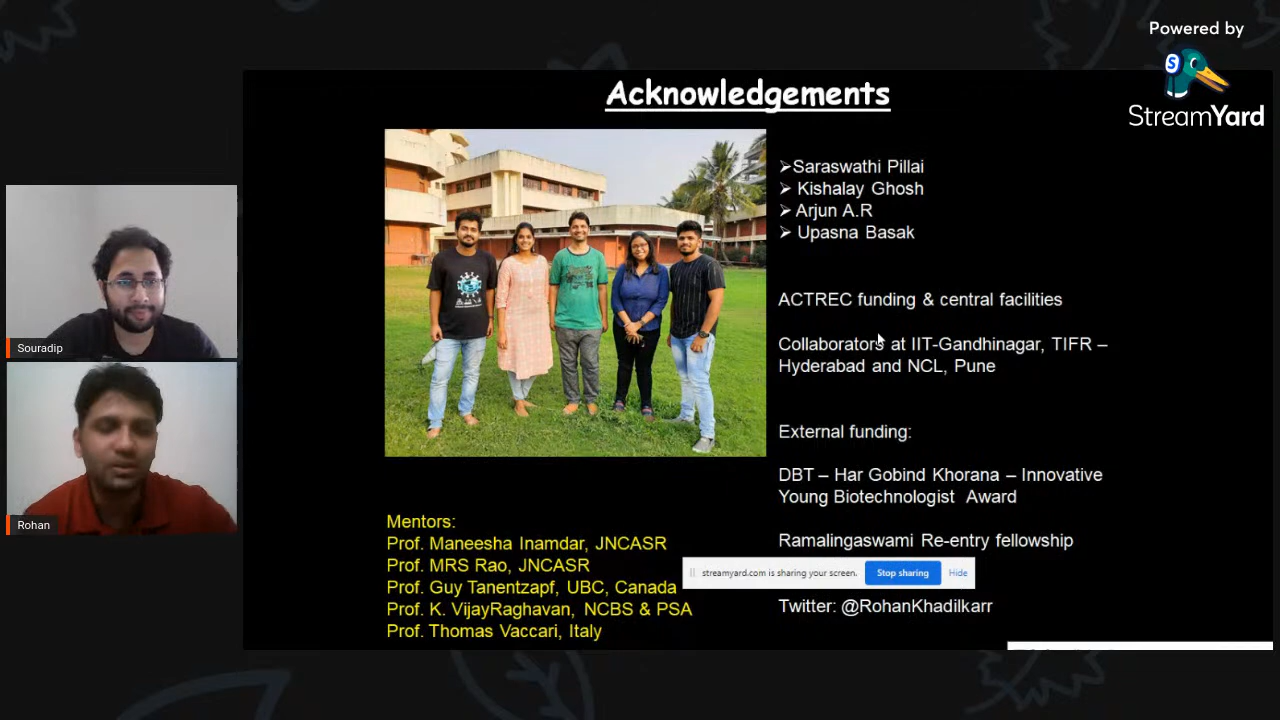 Powered by
StreamYard
Acknowledgements
➢Saraswathi Pillai
➢ Kishalay Ghosh
➢ Arjun A.R
➢ Upasna Basak
ACTREC funding & central facilities
Collaborators at IIT-Gandhinagar, TIFR –
Hyderabad and NCL, Pune
External funding:
DBT – Har Gobind Khorana – Innovative
Young Biotechnologist Award
Ramalingaswami Re-entry fellowship
Twitter: @RohanKhadilkarr
Mentors:
Prof. Maneesha Inamdar, JNCASR
Prof. MRS Rao, JNCASR
Prof. Guy Tanentzapf, UBC, Canada
Prof. K. VijayRaghavan, NCBS & PSA
Prof. Thomas Vaccari, Italy
streamyard.com is sharing your screen.
Stop sharing
Hide
Souradip
Rohan